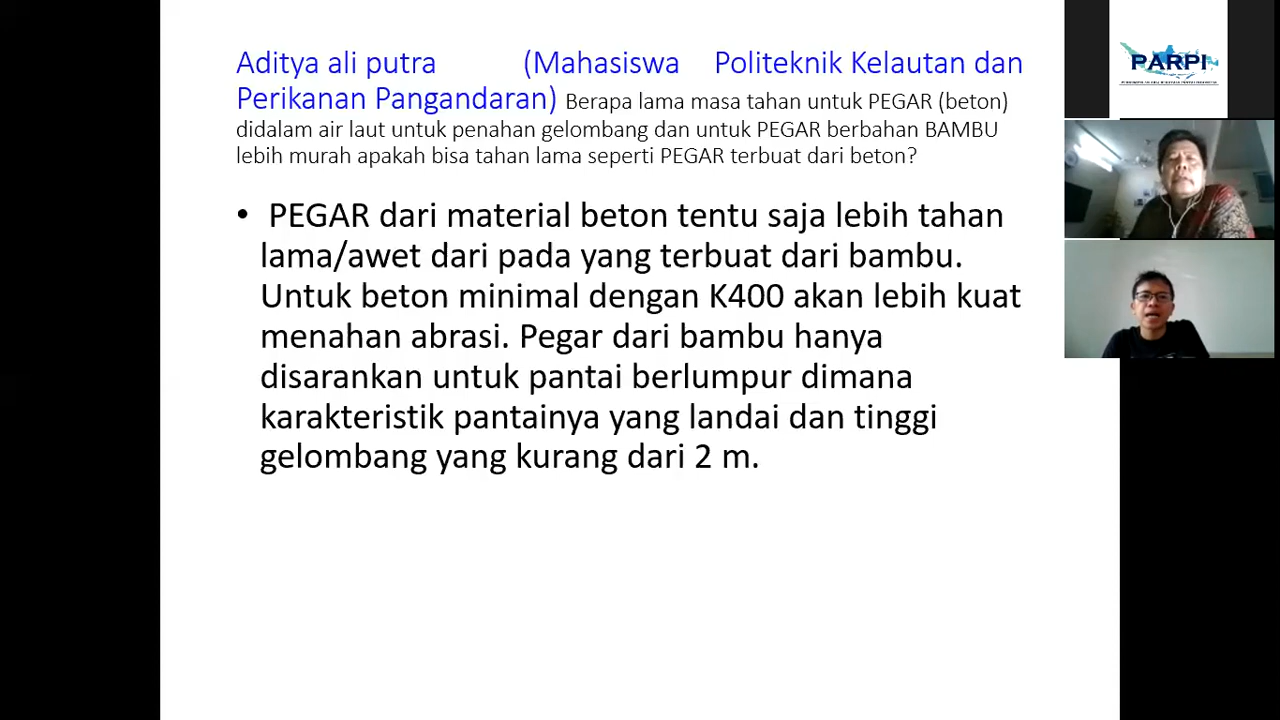 Aditya ali putra (Mahasiswa Politeknik Kelautan dan
Perikanan Pangandaran) Berapa lama masa tahan untuk PEGAR (beton)
didalam air laut untuk penahan gelombang dan untuk PEGAR berbahan BAMBU
lebih murah apakah bisa tahan lama seperti PEGAR terbuat dari beton?
• PEGAR dari material beton tentu saja lebih tahan
lama/awet dari pada yang terbuat dari bambu.
Untuk beton minimal dengan K400 akan lebih kuat
menahan abrasi. Pegar dari bambu hanya
disarankan untuk pantai berlumpur dimana
karakteristik pantainya yang landai dan tinggi
gelombang yang kurang dari 2 m.
PARPI